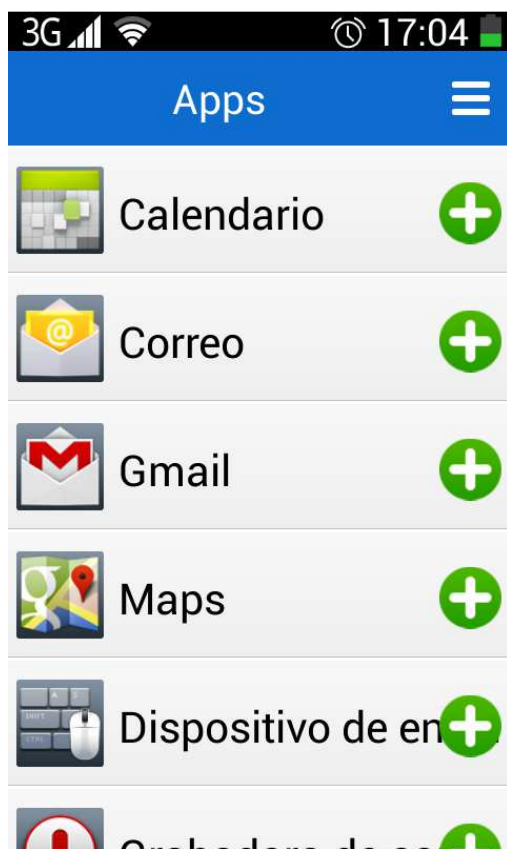 3G 17:04
Apps
Calendario
Correo
Gmail
Maps
Dispositivo de en